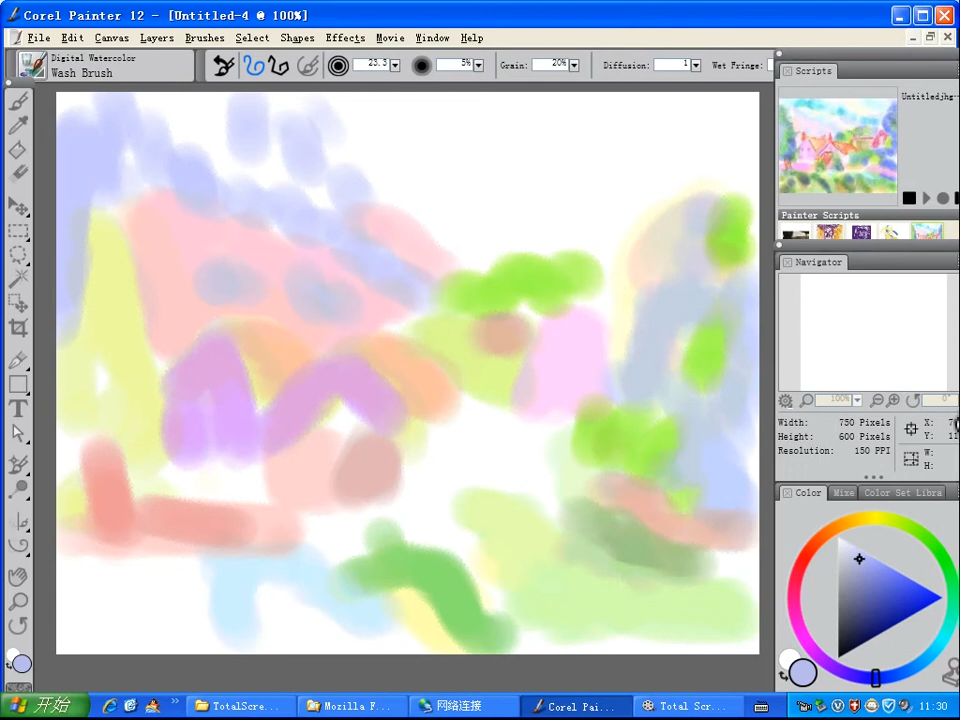 Corel Painter 12 - [Untitled-4 @ 100%]
File Edit Canvas Layers Brushes Select Shapes Effects Movie Window Help
Digital Watercolor
Wash Brush
23.3 5% Grain: 20% Diffusion: 1 Wet Fringe:
Scripts
Untitledjhg
Painter Scripts
Navigator
100% 0°
Width: 750 Pixels
Height: 600 Pixels
Resolution: 150 PPI
X: 7
Y: 11
W:
H:
Color Mixe Color Set Libra
开始 TotalScre... Mozilla F... 网络连接 Corel Pai... Total Scr... 11:30